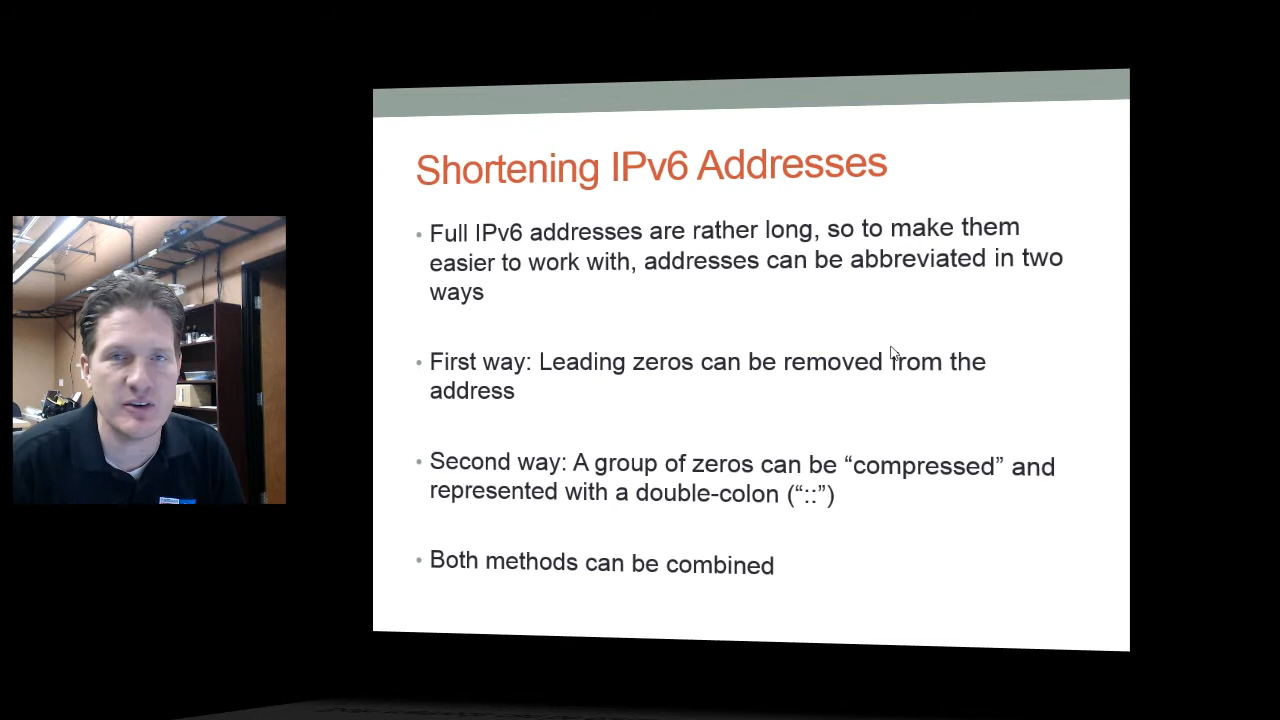 Shortening IPv6 Addresses
• Full IPv6 addresses are rather long, so to make them
easier to work with, addresses can be abbreviated in two
ways
• First way: Leading zeros can be removed from the
address
• Second way: A group of zeros can be “compressed” and
represented with a double-colon (“::”)
• Both methods can be combined